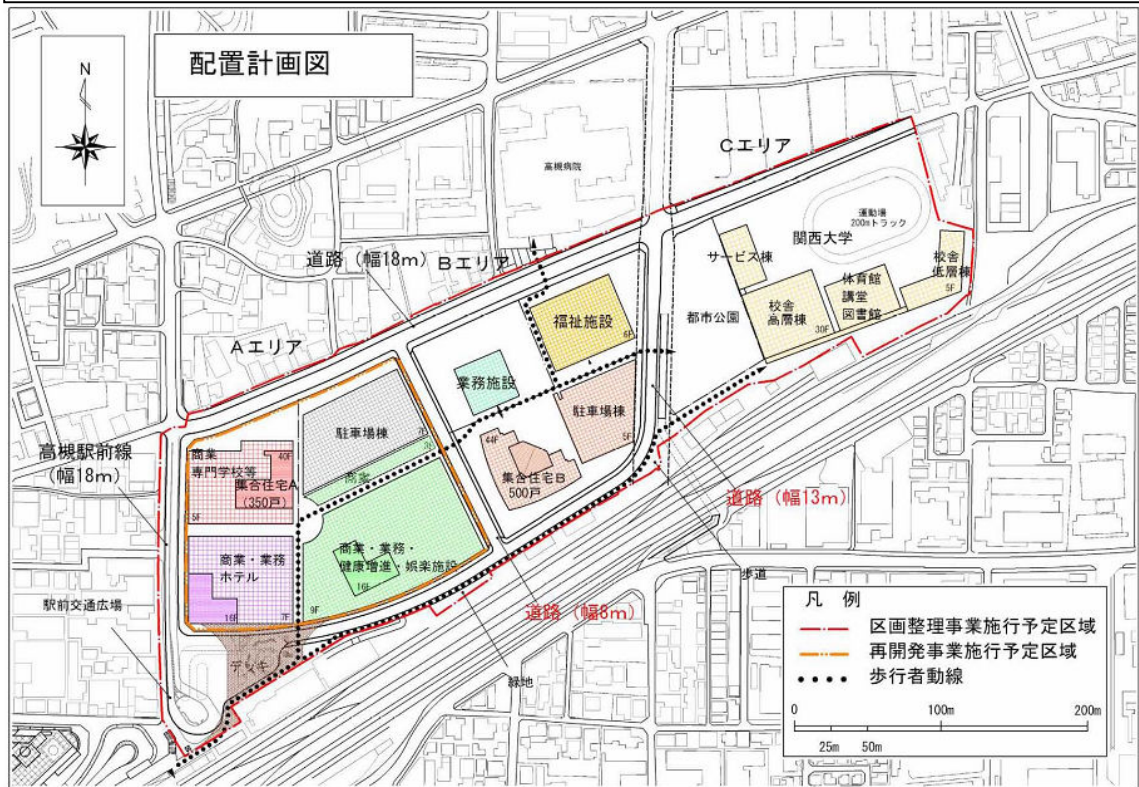 配置計画図
N
高槻病院
Cエリア
運動場
200mトラック
関西大学
サービス棟
校舎
低層棟
5F
体育館
講堂
図書館
校舎
高層棟
30F
都市公園
道路（幅18m）
Bエリア
福祉施設
6F
Aエリア
業務施設
駐車場棟
5F
44F
集合住宅B
500戸
駐車場棟
7F
3F
商業
高槻駅前線
（幅18m）
商業
専門学校等
40F
集合住宅A
（350戸）
5F
商業・業務
ホテル
16F
7F
商業・業務・
健康増進・娯楽施設
16F
9F
駅前交通広場
デッキ
道路（幅13m）
歩道
道路（幅8m）
緑地
凡　例
区画整理事業施行予定区域
再開発事業施行予定区域
歩行者動線
0
100m
200m
25m
50m